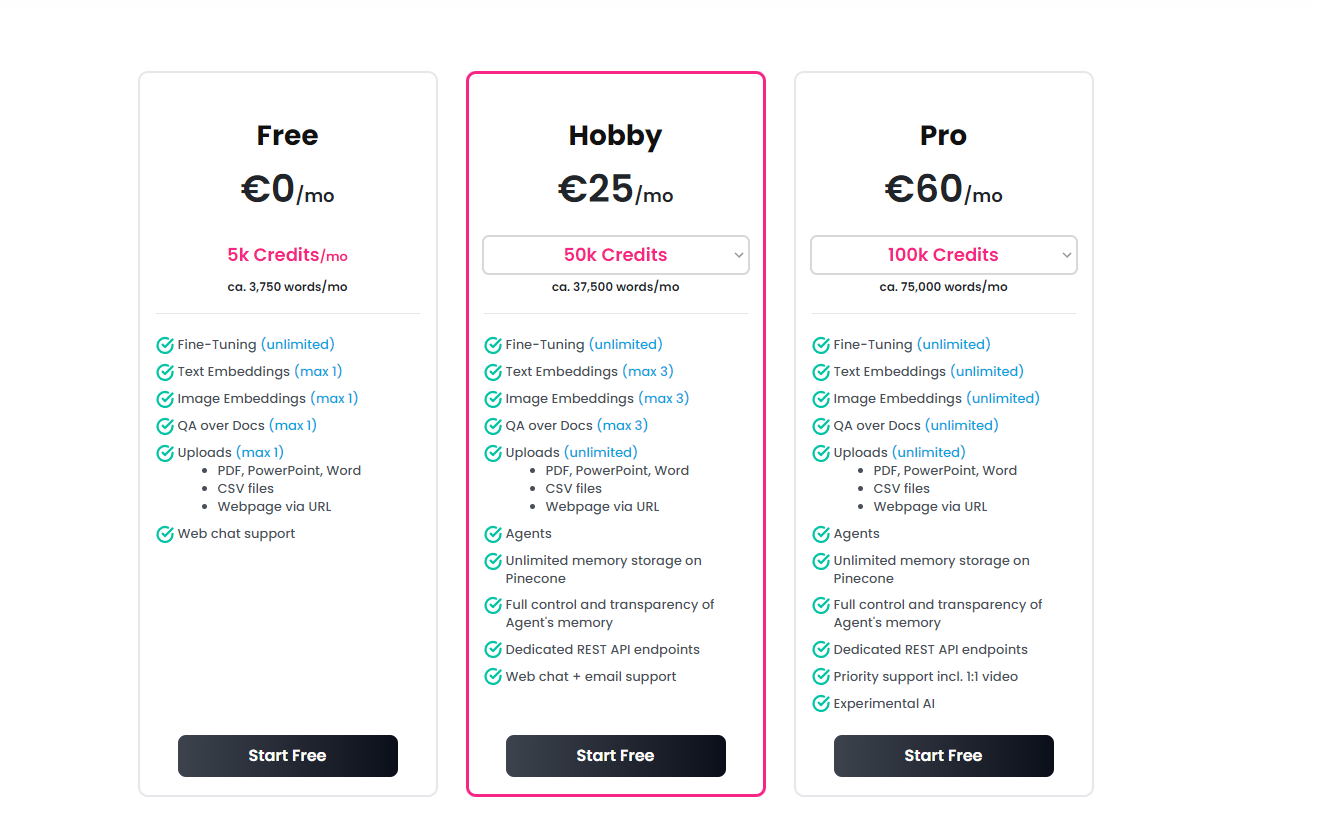 Free
€0/mo
5k Credits/mo
ca. 3,750 words/mo
Fine-Tuning (unlimited)
Text Embeddings (max 1)
Image Embeddings (max 1)
QA over Docs (max 1)
Uploads (max 1)
PDF, PowerPoint, Word
CSV files
Webpage via URL
Web chat support
Start Free
Hobby
€25/mo
50k Credits
ca. 37,500 words/mo
Fine-Tuning (unlimited)
Text Embeddings (max 3)
Image Embeddings (max 3)
QA over Docs (max 3)
Uploads (unlimited)
PDF, PowerPoint, Word
CSV files
Webpage via URL
Agents
Unlimited memory storage on
Pinecone
Full control and transparency of
Agent's memory
Dedicated REST API endpoints
Web chat + email support
Start Free
Pro
€60/mo
100k Credits
ca. 75,000 words/mo
Fine-Tuning (unlimited)
Text Embeddings (unlimited)
Image Embeddings (unlimited)
QA over Docs (unlimited)
Uploads (unlimited)
PDF, PowerPoint, Word
CSV files
Webpage via URL
Agents
Unlimited memory storage on
Pinecone
Full control and transparency of
Agent's memory
Dedicated REST API endpoints
Priority support incl. 1:1 video
Experimental AI
Start Free